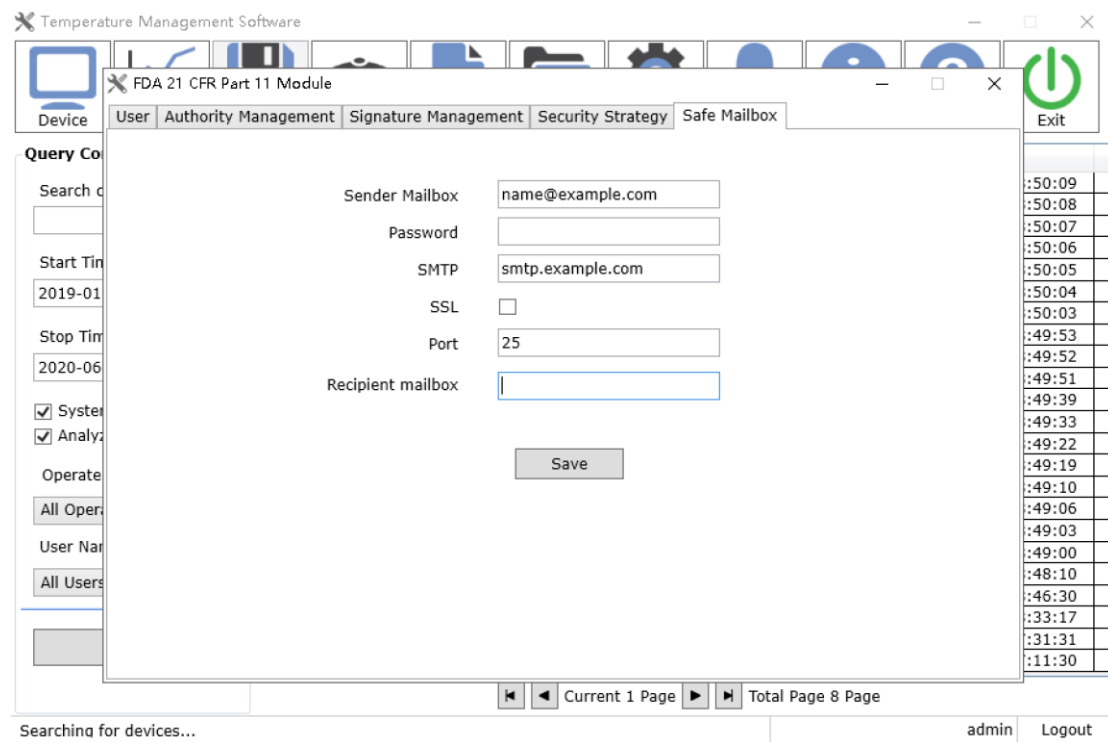 Temperature Management Software
Device
Exit
FDA 21 CFR Part 11 Module
User
Authority Management
Signature Management
Security Strategy
Safe Mailbox
Query Co
Search c
Start Tim
2019-01
Stop Tim
2020-06
Syster
Analyz
Operate
All Opera
User Nar
All Users
Sender Mailbox name@example.com
Password
SMTP smtp.example.com
SSL
Port 25
Recipient mailbox
Save
:50:09
:50:08
:50:07
:50:06
:50:05
:50:04
:50:03
:49:53
:49:52
:49:51
:49:39
:49:33
:49:22
:49:19
:49:10
:49:06
:49:03
:49:00
:48:10
:46:30
:33:17
:31:31
:11:30
Current 1 Page
Total Page 8 Page
Searching for devices...
admin
Logout